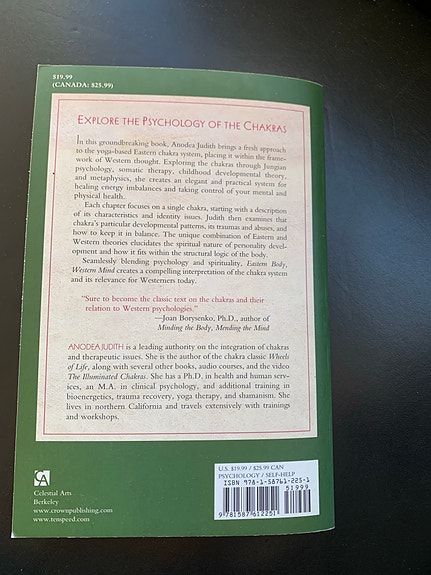 $19.99
(CANADA: $25.99)
EXPLORE THE PSYCHOLOGY OF THE CHAKRAS
In this groundbreaking book, Anodea Judith brings a fresh approach
to the yoga-based Eastern chakra system, placing it within the frame-
work of Western thought. Exploring the chakras through Jungian
psychology, somatic therapy, childhood developmental theory,
and metaphysics, she creates an elegant and practical system for
healing energy imbalances and taking control of your mental and
physical health.
Each chapter focuses on a single chakra, starting with a description
of its characteristics and identity issues. Judith then examines that
chakra's particular developmental patterns, its traumas and abuses, and
how to keep it in balance. The unique combination of Eastern and
Western theories elucidates the spiritual nature of personality devel-
opment and how it fits within the structural logic of the body.
Seamlessly blending psychology and spirituality, Eastern Body,
Western Mind creates a compelling interpretation of the chakra system
and its relevance for Westerners today.
"Sure to become the classic text on the chakras and their
relation to Western psychologies."
—Joan Borysenko, Ph.D., author of
Minding the Body, Mending the Mind
ANODEA JUDITH is a leading authority on the integration of chakras
and therapeutic issues. She is the author of the chakra classic Wheels
of Life, along with several other books, audio courses, and the video
The Illuminated Chakras. She has a Ph.D. in health and human serv-
ices, an M.A. in clinical psychology, and additional training in
bioenergetics, trauma recovery, yoga therapy, and shamanism. She
lives in northern California and travels extensively with trainings
and workshops.
CA
Celestial Arts
Berkeley
www.crownpublishing.com
www.tenspeed.com
U.S. $19.99 / $25.99 CAN
PSYCHOLOGY / SELF-HELP
ISBN 978-1-58761-225-1
51999
9 781587 612251